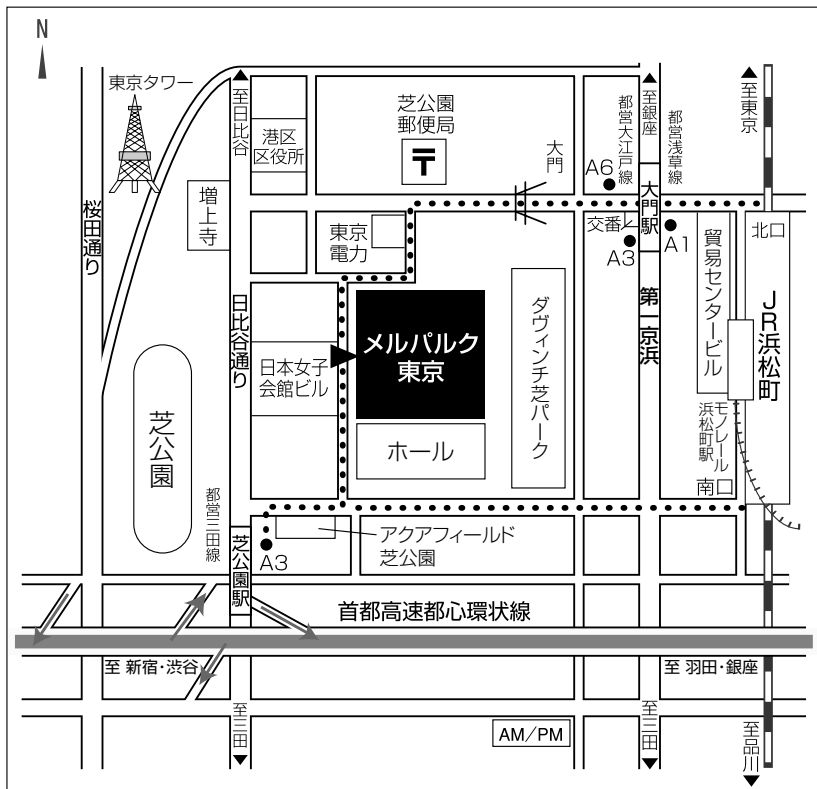 N
東京タワー
桜田通り
至日比谷
港区
区役所
増上寺
芝公園
郵便局
〒
大門
都営大江戸線
至銀座
都営浅草線
至東京
A6
大門駅
交番
A3
A1
北口
東京
電力
日比谷通り
メルパルク
東京
日本女子
会館ビル
ホール
ダヴィンチ芝パーク
第一京浜
貿易センタービル
JR浜松町
モノレール
浜松町駅
南口
芝公園
都営三田線
芝公園駅
A3
アクアフィールド
芝公園
首都高速都心環状線
至 新宿・渋谷
至 羽田・銀座
至三田
AM/PM
至三田
至品川